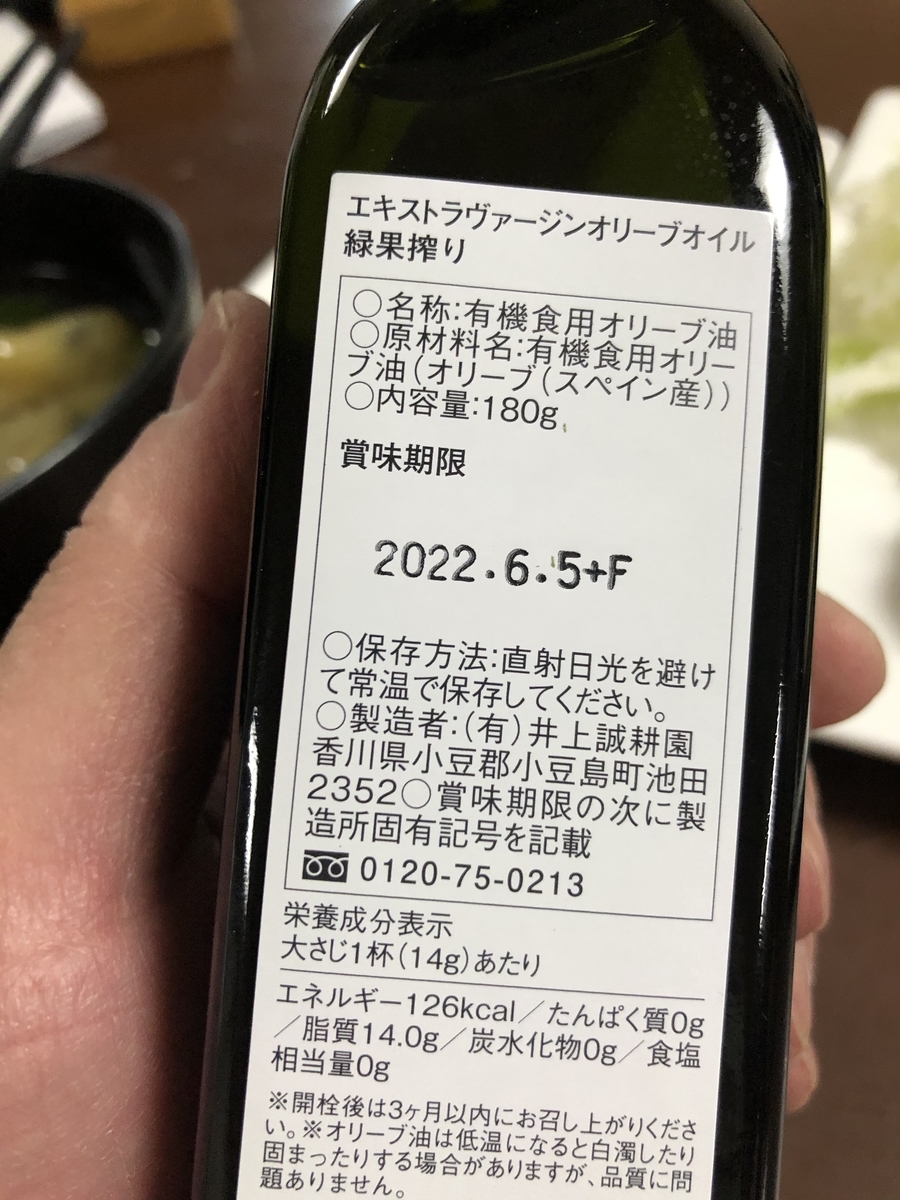 エキストラヴァージンオリーブオイル
緑果搾り
○名称:有機食用オリーブ油
○原材料名:有機食用オリー
ブ油(オリーブ(スペイン産))
○内容量:180g
賞味期限
2022.6.5+F
○保存方法:直射日光を避け
て常温で保存してください。
○製造者:(有)井上誠耕園
香川県小豆郡小豆島町池田
2352○賞味期限の次に製
造所固有記号を記載
0120-75-0213
栄養成分表示
大さじ1杯(14g)あたり
エネルギー126kcal/たんぱく質0g
/脂質14.0g/炭水化物0g/食塩
相当量0g
※開栓後は3ヶ月以内にお召し上がりくださ
い。※オリーブ油は低温になると白濁したり
固まったりする場合がありますが、品質に問
題ありません。